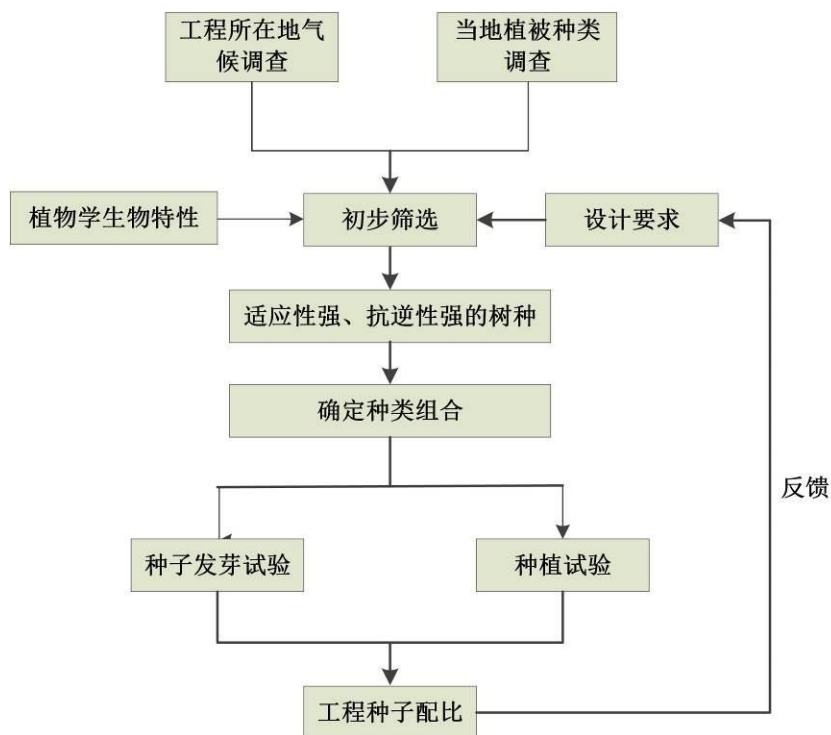 工程所在地气
候调查
当地植被种类
调查
植物学生物特性
初步筛选
设计要求
适应性强、抗逆性强的树种
确定种类组合
反馈
种子发芽试验
种植试验
工程种子配比